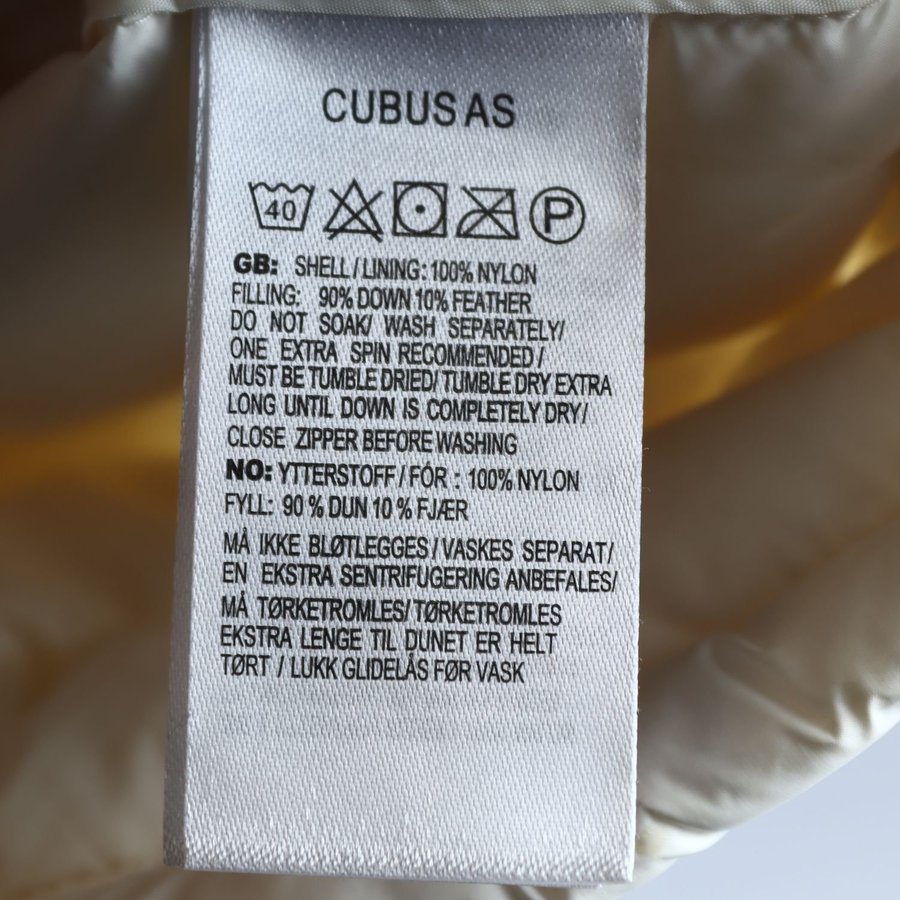 CUBUS AS
40 P
GB: SHELL / LINING: 100% NYLON
FILLING: 90% DOWN 10% FEATHER
DO NOT SOAK/ WASH SEPARATELY/
ONE EXTRA SPIN RECOMMENDED /
MUST BE TUMBLE DRIED/ TUMBLE DRY EXTRA
LONG UNTIL DOWN IS COMPLETELY DRY/
CLOSE ZIPPER BEFORE WASHING
NO: YTTERSTOFF / FÓR : 100% NYLON
FYLL: 90 % DUN 10 % FJÆR
MÅ IKKE BLØTLEGGES / VASKES SEPARAT/
EN EKSTRA SENTRIFUGERING ANBEFALES/
MÅ TØRKETROMLES/ TØRKETROMLES
EKSTRA LENGE TIL DUNET ER HELT
TØRT / LUKK GLIDELÅS FØR VASK